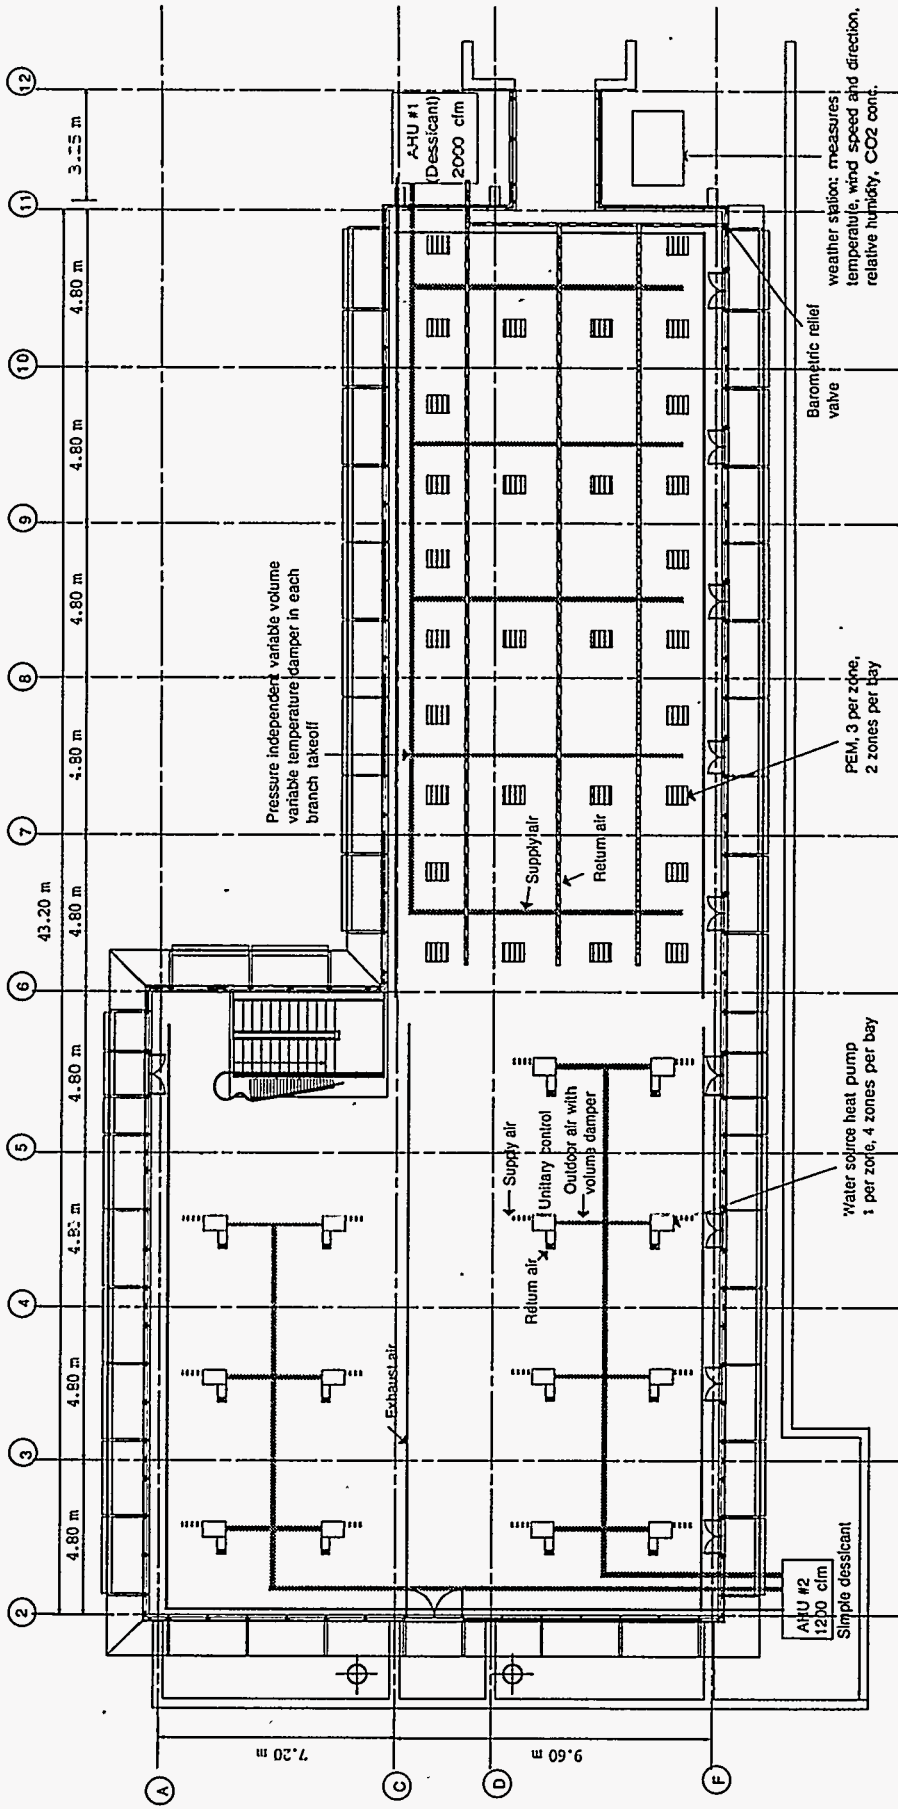 2
3
4
5
6
7
8
9
10
11
12
43.20 m
4.80 m
4.80 m
4.80 m
4.80 m
4.80 m
4.80 m
4.80 m
4.80 m
A
C
D
F
7.20 m
9.60 m
AHU #1
(Dessicant)
2000 cfm
Pressure independent variable volume
variable temperature damper in each
branch takeoff
Supply air
Return air
Exhaust air
Supply air
Unitary control
Outdoor air with
volume damper
Return air
weather station: measures
temperature, wind speed and direction,
relative humidity, CO2 conc.
Barometric relief
valve
PEM, 3 per zone,
2 zones per bay
Water source heat pump
1 per zone, 4 zones per bay
AHU #2
1200 cfm
Simple dessicant